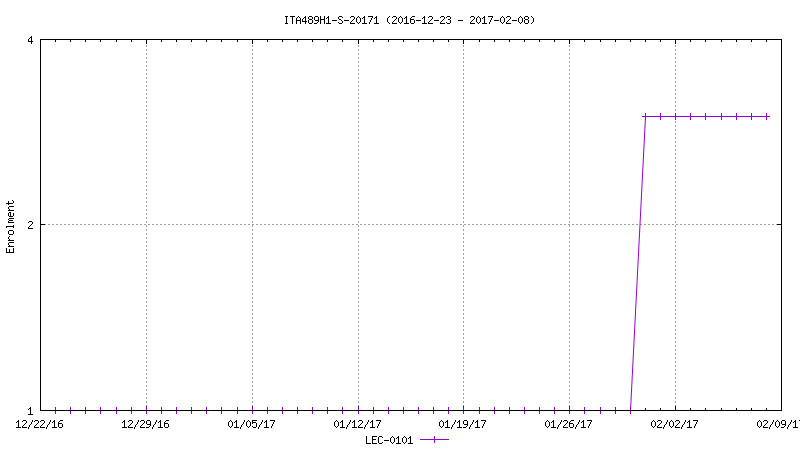 ITA489H1-S-20171 (2016-12-23 - 2017-02-08)
4
2
1
Enrolment
12/22/16 12/29/16 01/05/17 01/12/17 01/19/17 01/26/17 02/02/17 02/09/1
LEC-0101